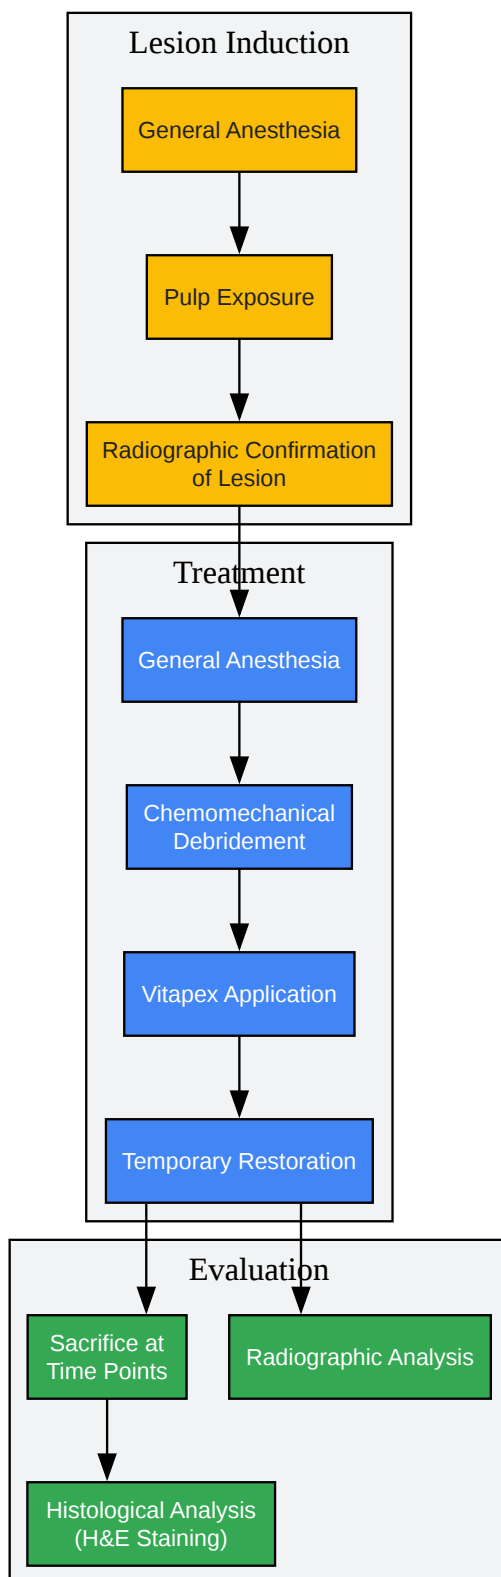 Lesion Induction
General Anesthesia
Pulp Exposure
Radiographic Confirmation
of Lesion
Treatment
General Anesthesia
Chemomechanical
Debridement
Vitapex Application
Temporary Restoration
Evaluation
Sacrifice at
Time Points
Radiographic Analysis
Histological Analysis
(H&E Staining)